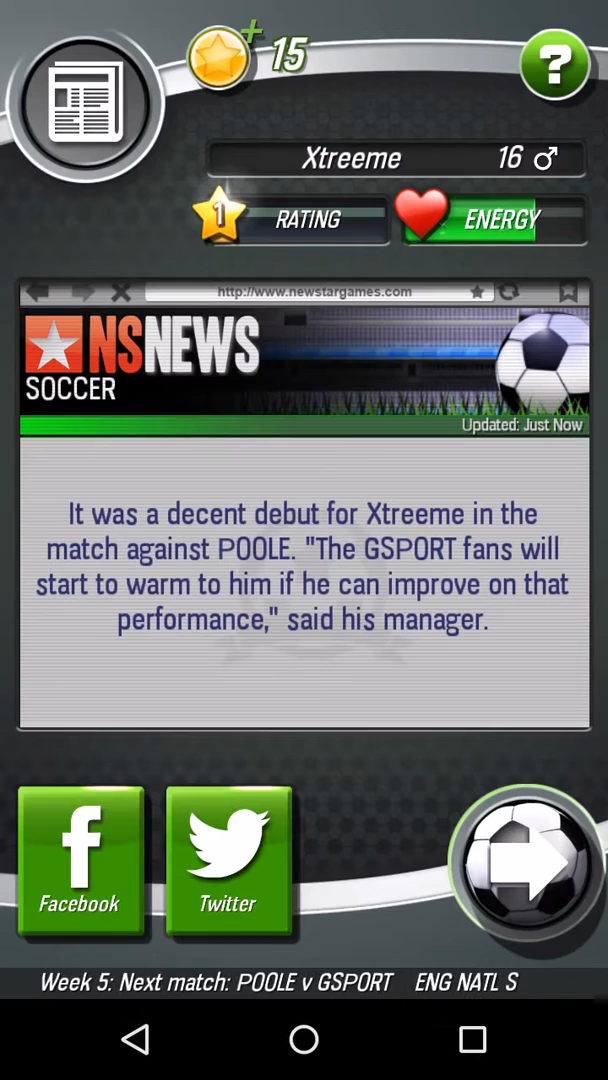 15
?
Xtreeme 16 ♂
1 RATING ENERGY
http://www.newstargames.com
NSNEWS
SOCCER
Updated: Just Now
It was a decent debut for Xtreeme in the
match against POOLE. "The GSPORT fans will
start to warm to him if he can improve on that
performance," said his manager.
f
Facebook Twitter
Week 5: Next match: POOLE v GSPORT ENG NATL S